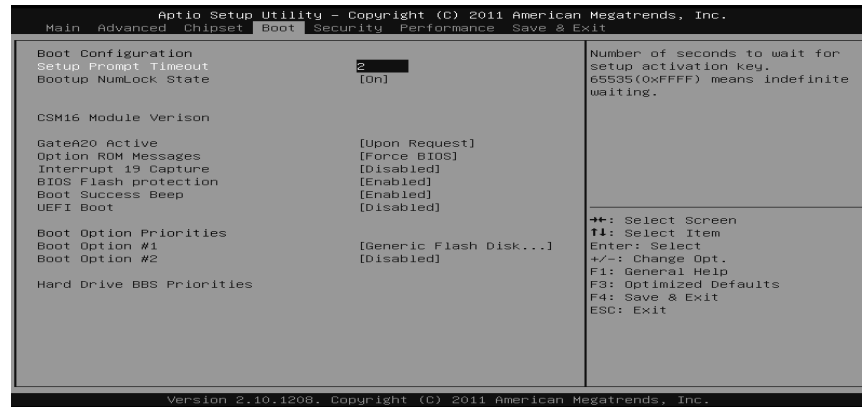 Aptio Setup Utility – Copyright (C) 2011 American Megatrends, Inc.
Main Advanced Chipset Boot Security Performance Save & Exit
Boot Configuration
Setup Prompt Timeout 2
Bootup NumLock State [On]
CSM16 Module Verison
GateA20 Active [Upon Request]
Option ROM Messages [Force BIOS]
Interrupt 19 Capture [Disabled]
BIOS Flash protection [Enabled]
Boot Success Beep [Enabled]
UEFI Boot [Disabled]
Boot Option Priorities
Boot Option #1 [Generic Flash Disk...]
Boot Option #2 [Disabled]
Hard Drive BBS Priorities
Number of seconds to wait for
setup activation key.
65535(0xFFFF) means indefinite
waiting.
→←: Select Screen
↑↓: Select Item
Enter: Select
+/-: Change Opt.
F1: General Help
F3: Optimized Defaults
F4: Save & Exit
ESC: Exit
Version 2.10.1208. Copyright (C) 2011 American Megatrends, Inc.